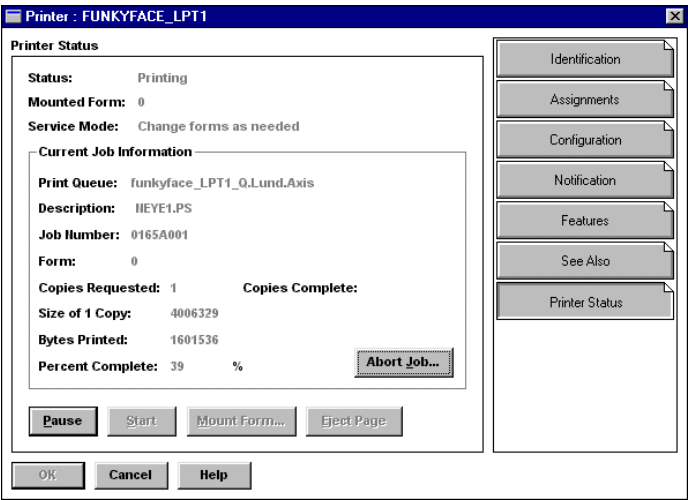 Printer : FUNKYFACE_LPT1
Printer Status
Status: Printing
Mounted Form: 0
Service Mode: Change forms as needed
Current Job Information
Print Queue: funkyface_LPT1_Q.Lund.Axis
Description: NEYE1.PS
Job Number: 0165A001
Form: 0
Copies Requested: 1 Copies Complete:
Size of 1 Copy: 4006329
Bytes Printed: 1601536
Percent Complete: 39 %
Abort Job...
Pause Start Mount Form... Eject Page
OK Cancel Help
Identification
Assignments
Configuration
Notification
Features
See Also
Printer Status